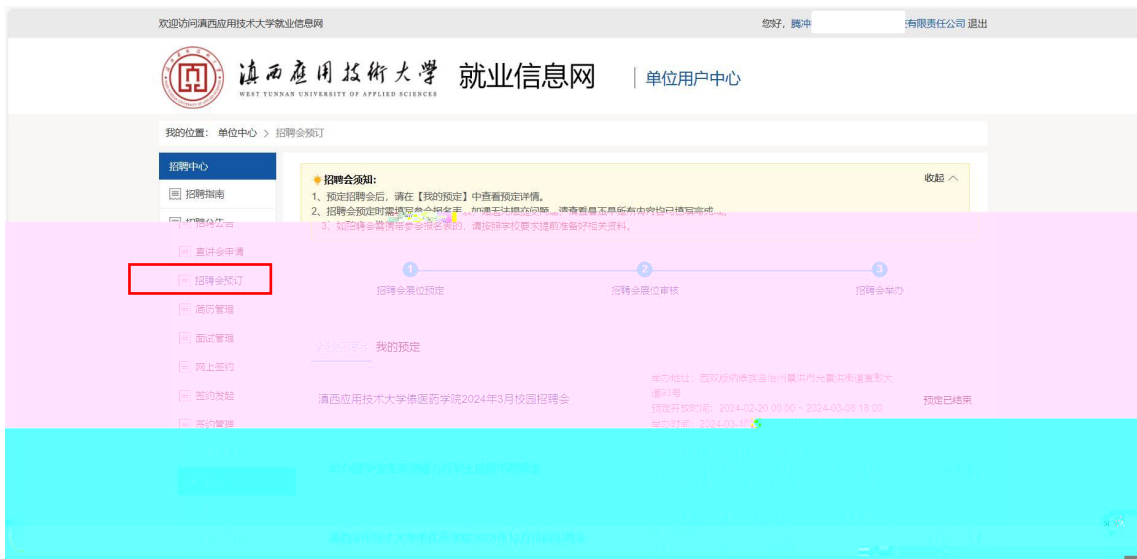 欢迎访问滇西应用技术大学就业信息网
您好，腾冲 有限责任公司 退出
滇西应用技术大学 就业信息网 单位用户中心
WEST YUNNAN UNIVERSITY OF APPLIED SCIENCES
我的位置： 单位中心 > 招聘会预订
招聘中心
招聘指南
招聘公告
宣讲会申请
招聘会预订
简历管理
面试管理
网上签约
签约发起
签约管理
招聘会须知:
收起
1、预定招聘会后，请在【我的预定】中查看预定详情。
2、招聘会预订时需填写参会报名表，如遇无法提交问题，请查看是否是所有内容均已填写完成。
3、如招聘会需携带参会报名表的，请按照学校要求提前准备好相关资料。
1 2 3
招聘会展位预定 招聘会展位审核 招聘会举办
我的预定
滇西应用技术大学傣医药学院2024年3月校园招聘会
举办地址：西双版纳傣族自治州景洪市允景洪街道宣慰大
道93号
预定开放时间：2024-02-20 00:00 ~ 2024-03-08 18:00
举办时间：2024-03-10
预定已结束